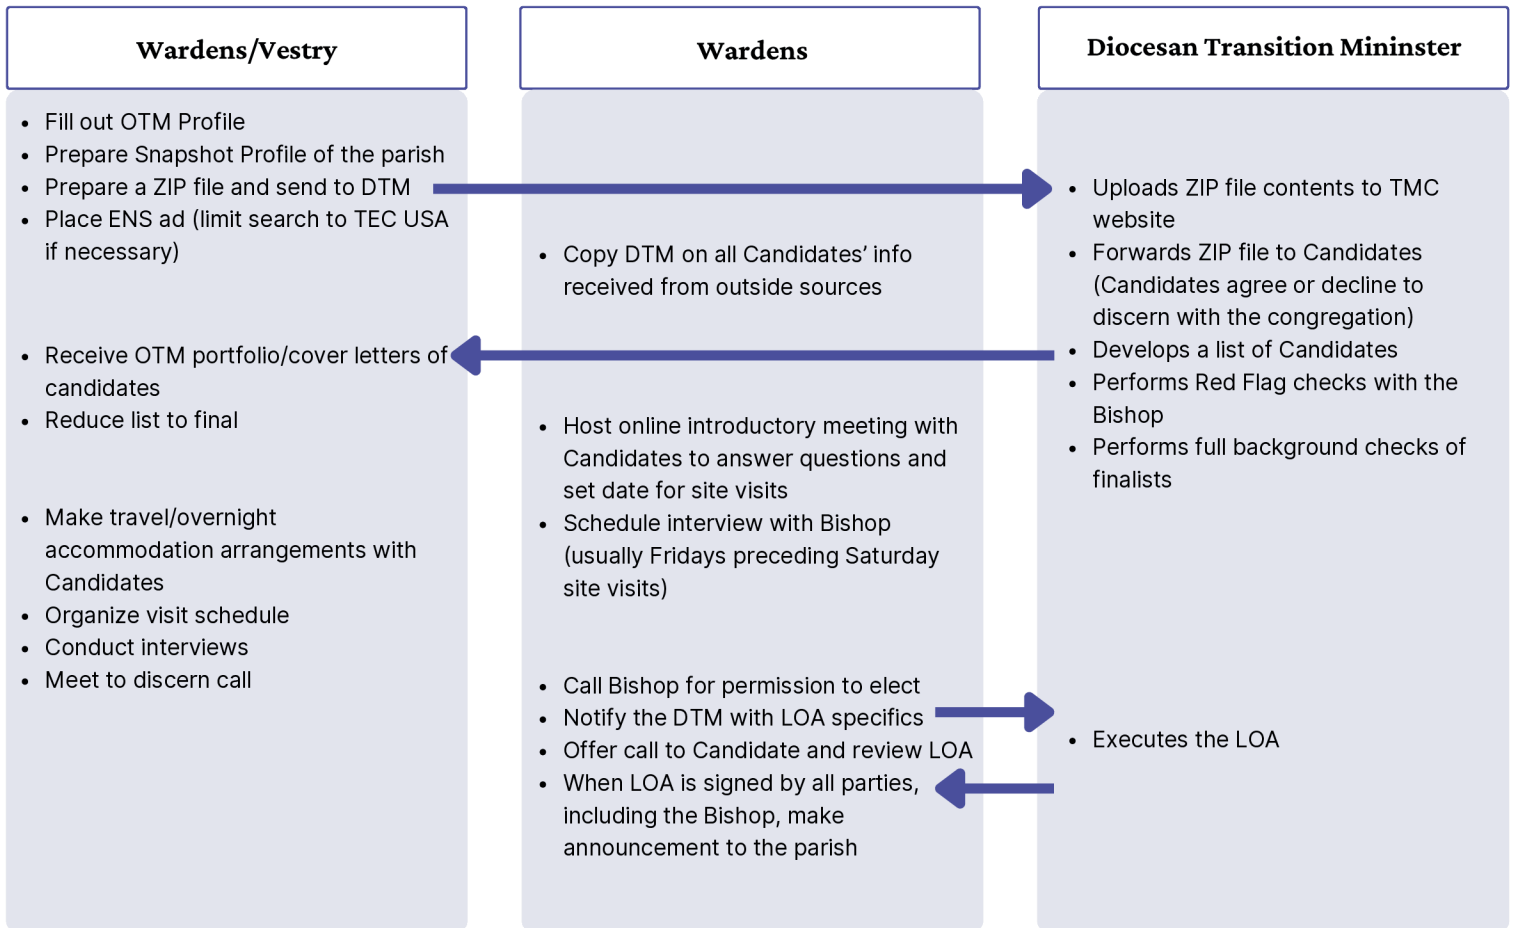 Wardens/Vestry
• Fill out OTM Profile
• Prepare Snapshot Profile of the parish
• Prepare a ZIP file and send to DTM
• Place ENS ad (limit search to TEC USA
if necessary)
• Receive OTM portfolio/cover letters of
candidates
• Reduce list to final
• Make travel/overnight
accommodation arrangements with
Candidates
• Organize visit schedule
• Conduct interviews
• Meet to discern call
Wardens
• Copy DTM on all Candidates’ info
received from outside sources
• Host online introductory meeting with
Candidates to answer questions and
set date for site visits
• Schedule interview with Bishop
(usually Fridays preceding Saturday
site visits)
• Call Bishop for permission to elect
• Notify the DTM with LOA specifics
• Offer call to Candidate and review LOA
• When LOA is signed by all parties,
including the Bishop, make
announcement to the parish
Diocesan Transition Mininster
• Uploads ZIP file contents to TMC
website
• Forwards ZIP file to Candidates
(Candidates agree or decline to
discern with the congregation)
• Develops a list of Candidates
• Performs Red Flag checks with the
Bishop
• Performs full background checks of
finalists
• Executes the LOA